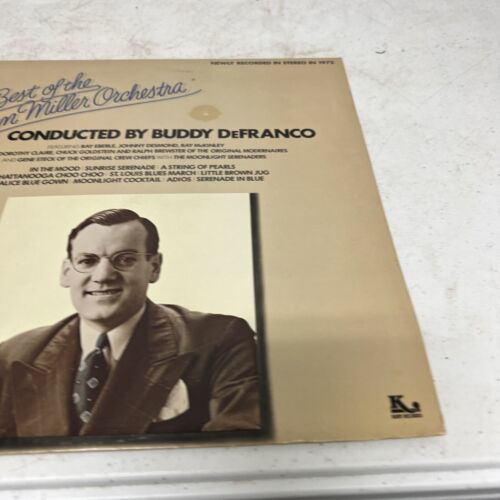 NEWLY RECORDED IN STEREO IN 1973
Best of the
n Miller Orchestra
CONDUCTED BY BUDDY DeFRANCO
FEATURING RAY EBERLE, JOHNNY DESMOND, RAY McKINLEY
DOROTHY CLAIRE, CHUCK GOLDSTEIN AND RALPH BREWSTER OF THE ORIGINAL MODERNAIRES
AND GENE STECK OF THE ORIGINAL CREW CHIEFS WITH THE MOONLIGHT SERENADERS
IN THE MOOD · SUNRISE SERENADE · A STRING OF PEARLS
HATTANOOGA CHOO CHOO · ST. LOUIS BLUES MARCH · LITTLE BROWN JUG
ALICE BLUE GOWN · MOONLIGHT COCKTAIL · ADIOS · SERENADE IN BLUE
K